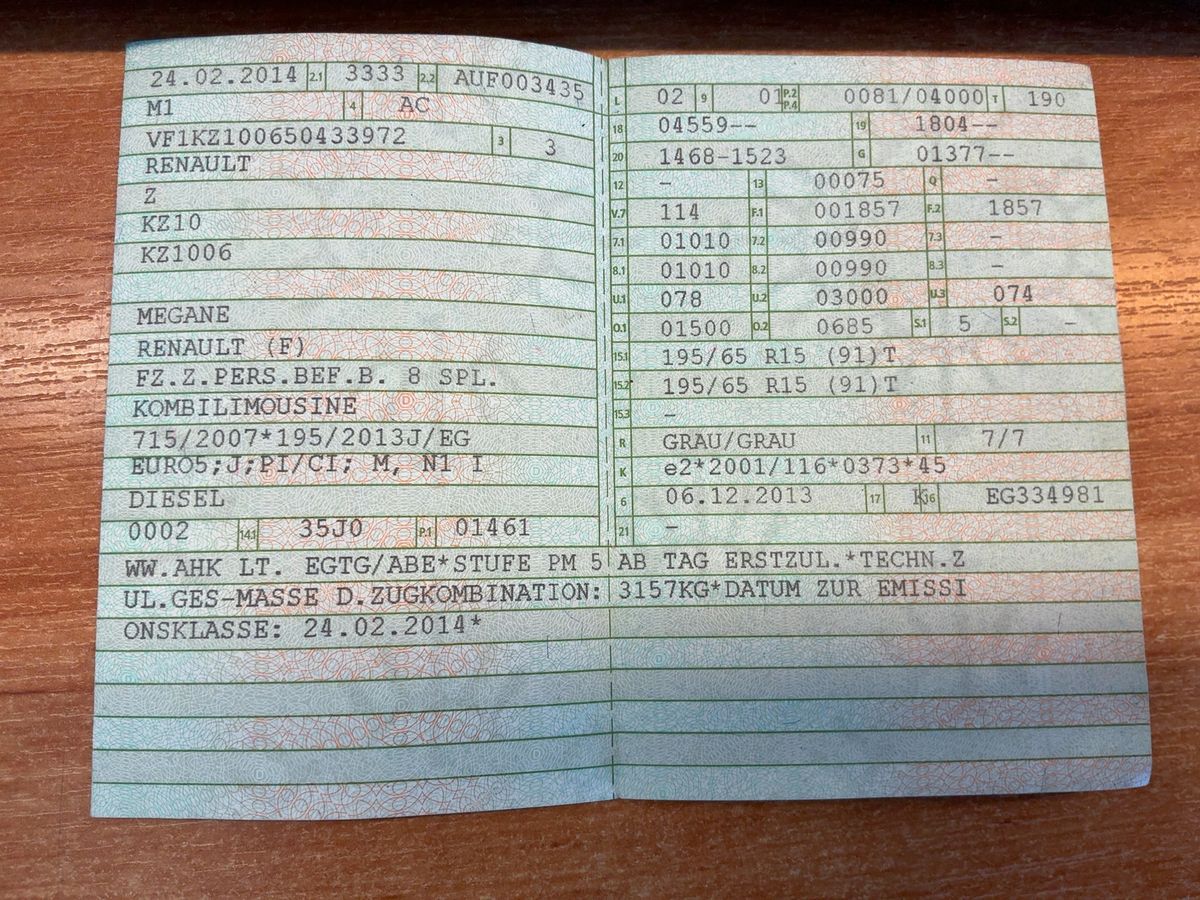 24.02.2014 2.1 3333 2.2 AUF003435
M1 4 AC
VF1KZ100650433972 3 3
RENAULT
Z
KZ10
KZ1006
MEGANE
RENAULT (F)
FZ.Z.PERS.BEF.B. 8 SPL.
KOMBILIMOUSINE
715/2007*195/2013J/EG
EURO5;J;PI/CI; M, N1 I
DIESEL
0002 14.1 35J0 P.1 01461
L 02 9 01 P.2 P.4 0081/04000 T 190
18 04559-- 19 1804--
20 1468-1523 G 01377--
12 - 13 00075 Q -
V.7 114 F.1 001857 F.2 1857
7.1 01010 7.2 00990 7.3 -
8.1 01010 8.2 00990 8.3 -
U.1 078 U.2 03000 U.3 074
O.1 01500 O.2 0685 S.1 5 S.2 -
15.1 195/65 R15 (91)T
15.2 195/65 R15 (91)T
15.3 -
R GRAU/GRAU 11 7/7
K e2*2001/116*0373*45
6 06.12.2013 17 K 16 EG334981
21 -
WW.AHK LT. EGTG/ABE*STUFE PM 5 AB TAG ERSTZUL.*TECHN.Z
UL.GES-MASSE D.ZUGKOMBINATION: 3157KG*DATUM ZUR EMISSI
ONSKLASSE: 24.02.2014*